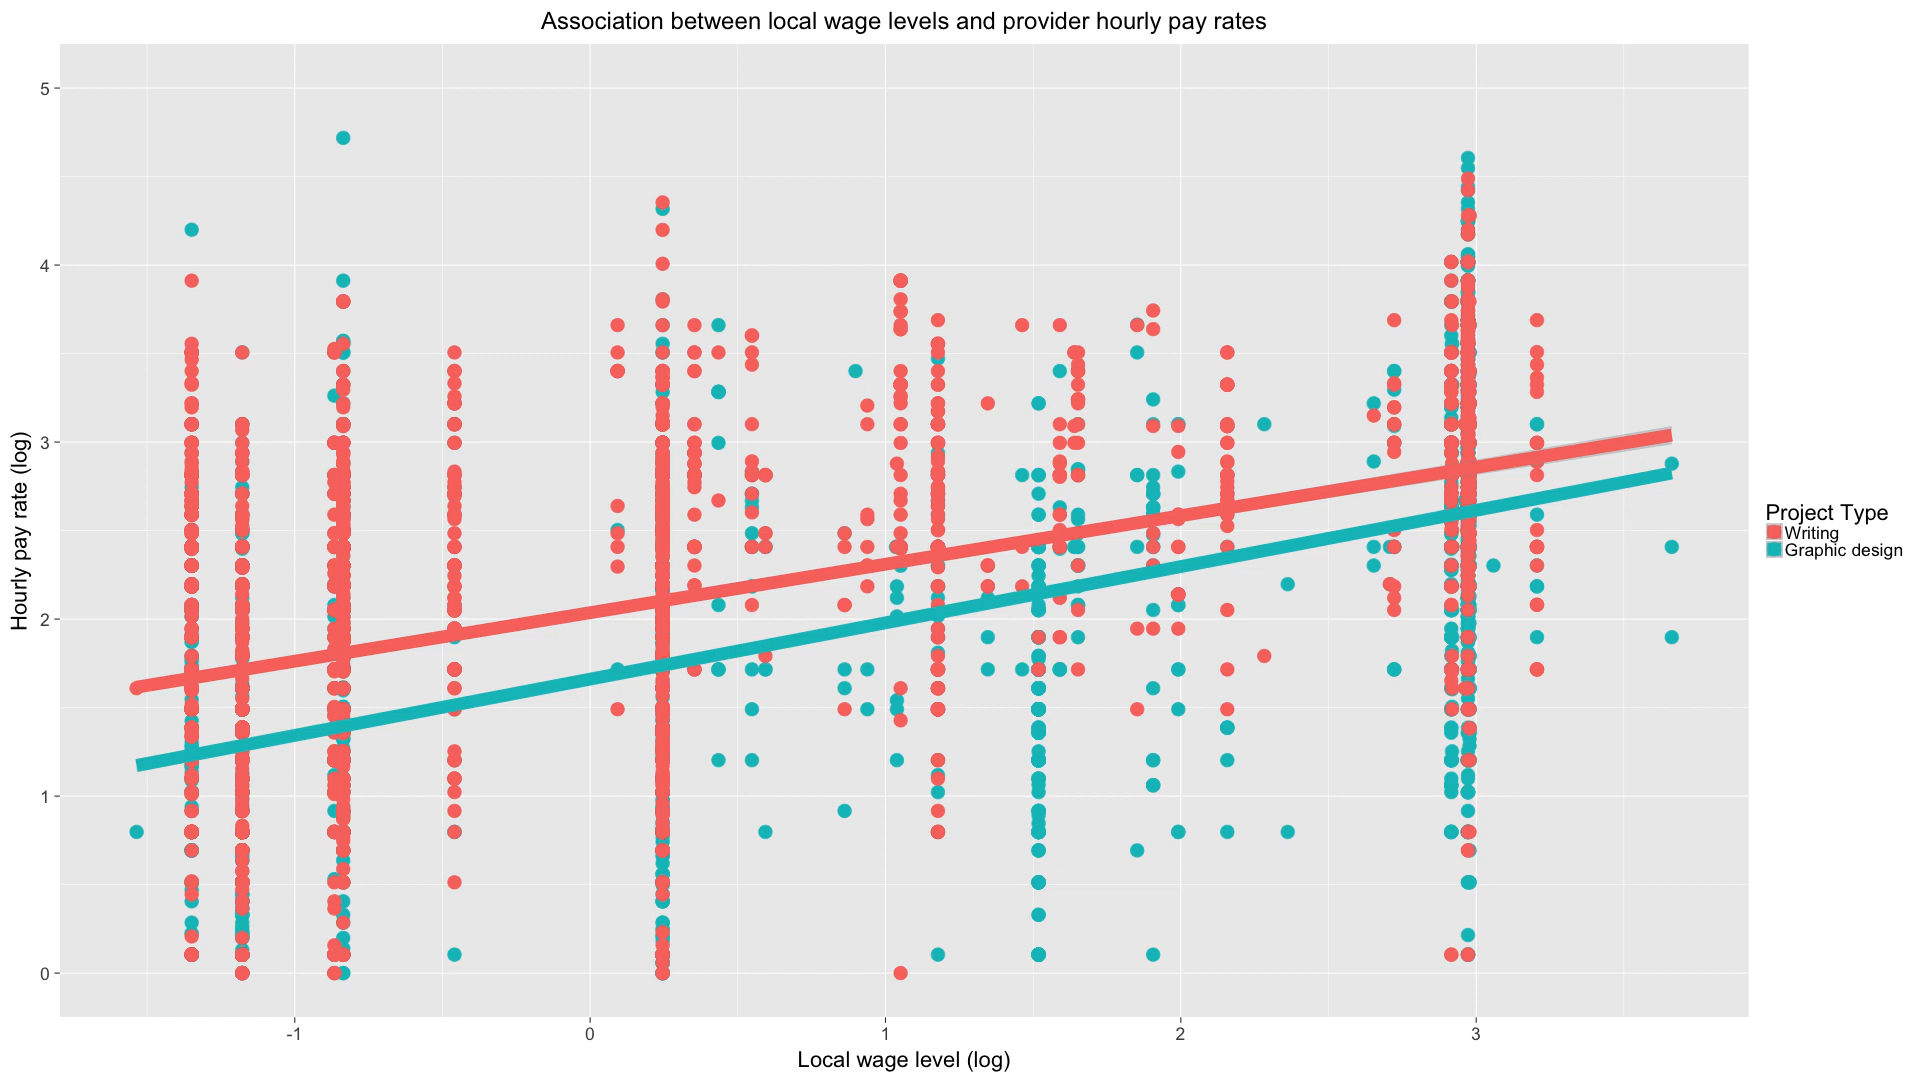 Association between local wage levels and provider hourly pay rates
5
4
3
2
1
0
Hourly pay rate (log)
-1 0 1 2 3
Local wage level (log)
Project Type
Writing
Graphic design